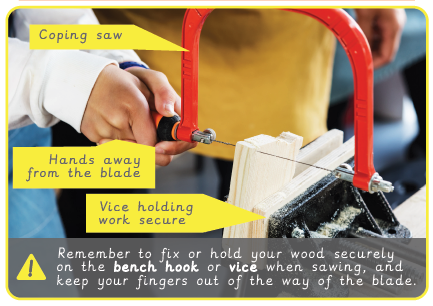 Coping saw
Hands away
from the blade
Vice holding
work secure
Remember to fix or hold your wood securely
on the bench hook or vice when sawing, and
keep your fingers out of the way of the blade.